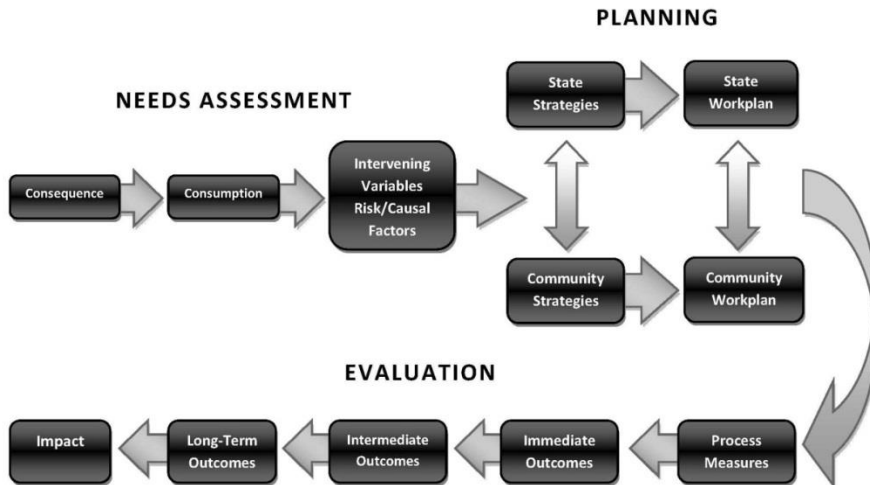 PLANNING
NEEDS ASSESSMENT
State
Strategies
State
Workplan
Consequence
Consumption
Intervening
Variables
Risk/Causal
Factors
Community
Strategies
Community
Workplan
EVALUATION
Impact
Long-Term
Outcomes
Intermediate
Outcomes
Immediate
Outcomes
Process
Measures